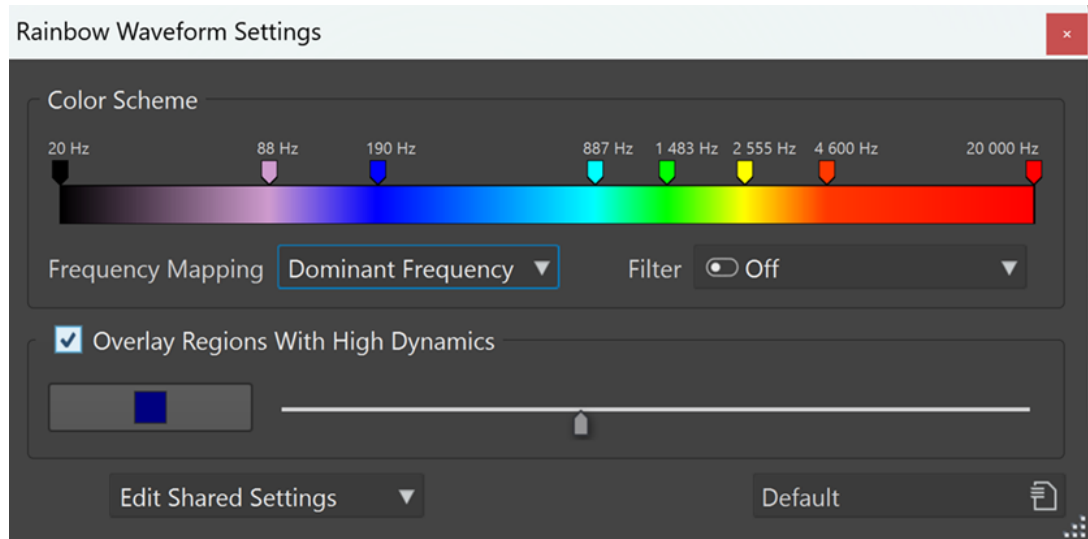 Rainbow Waveform Settings
Color Scheme
20 Hz 88 Hz 190 Hz 887 Hz 1 483 Hz 2 555 Hz 4 600 Hz 20 000 Hz
Frequency Mapping Dominant Frequency Filter Off
Overlay Regions With High Dynamics
Edit Shared Settings Default